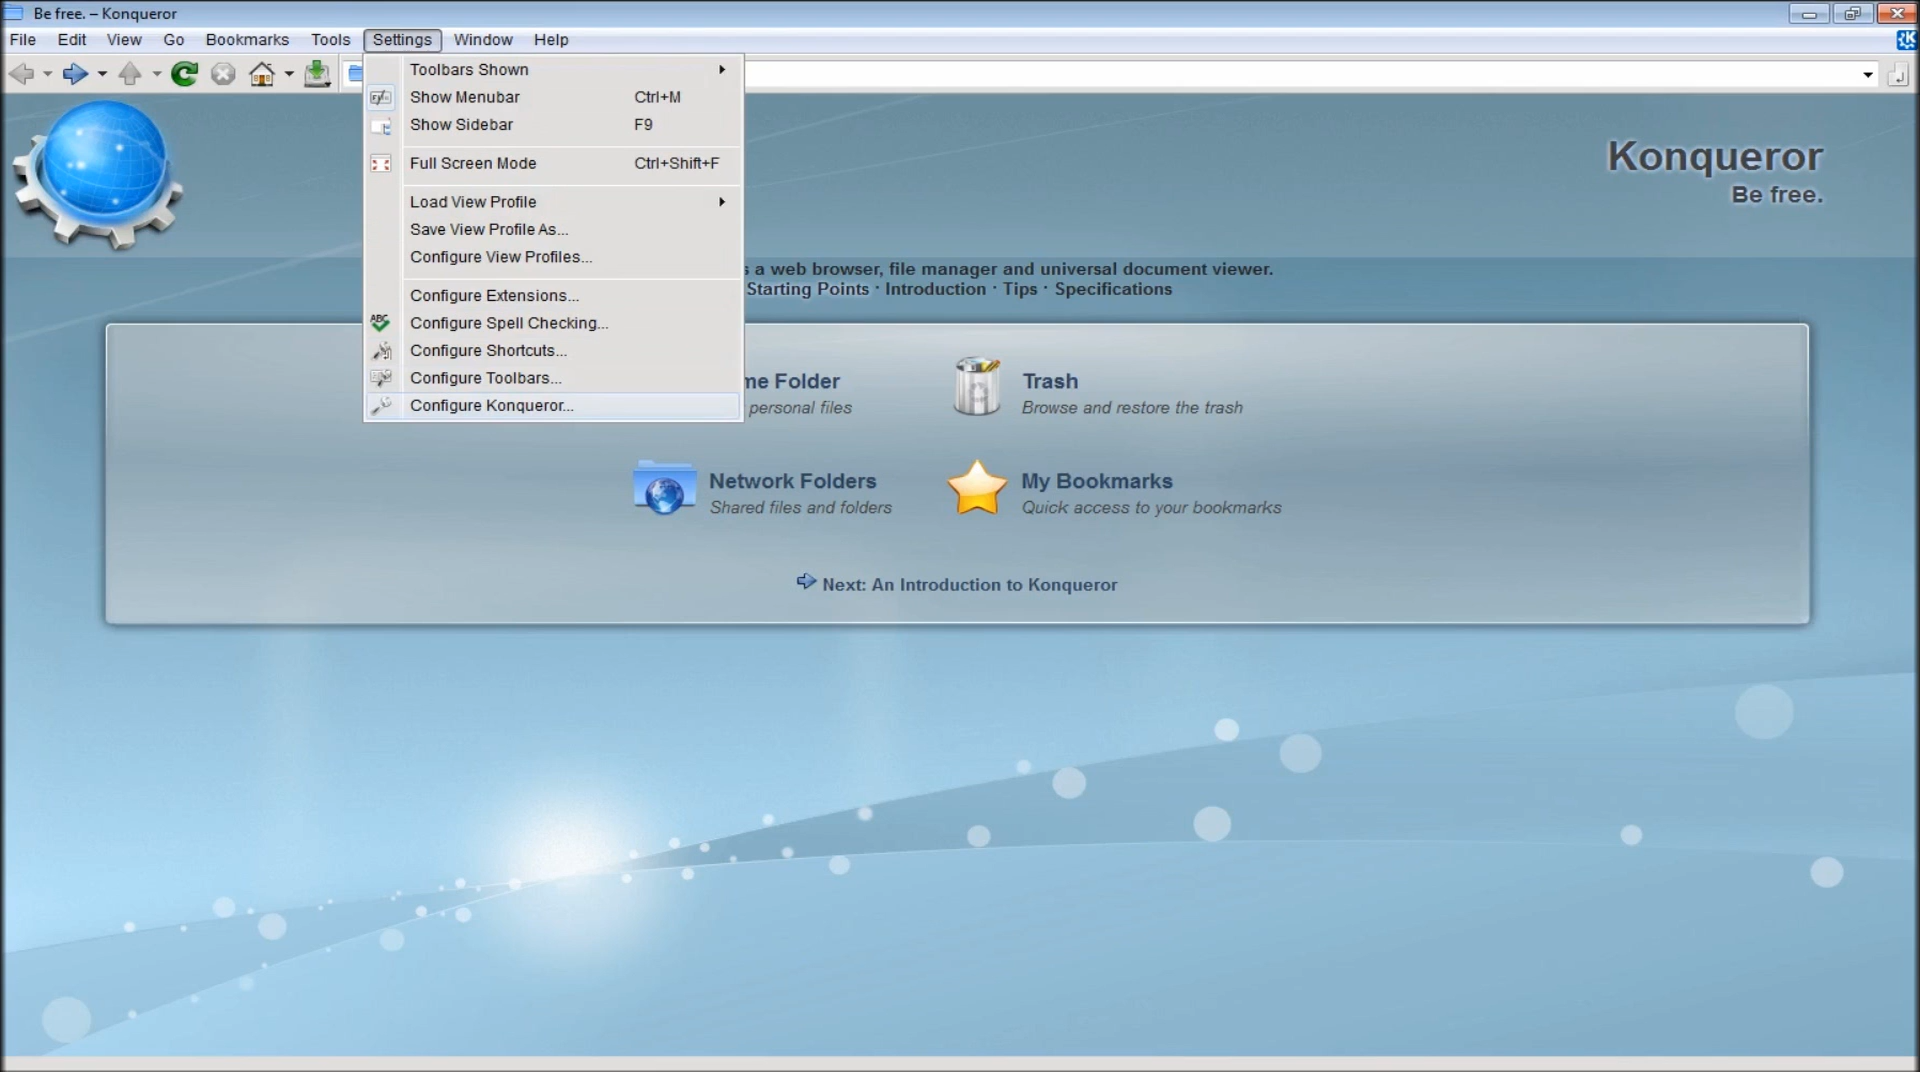 Be free. – Konqueror
File Edit View Go Bookmarks Tools Settings Window Help
Toolbars Shown
Show Menubar Ctrl+M
Show Sidebar F9
Full Screen Mode Ctrl+Shift+F
Load View Profile
Save View Profile As...
Configure View Profiles...
Configure Extensions...
ABC Configure Spell Checking...
Configure Shortcuts...
Configure Toolbars...
Configure Konqueror...
Konqueror
Be free.
s a web browser, file manager and universal document viewer.
Starting Points · Introduction · Tips · Specifications
me Folder
personal files
Trash
Browse and restore the trash
Network Folders
Shared files and folders
My Bookmarks
Quick access to your bookmarks
Next: An Introduction to Konqueror